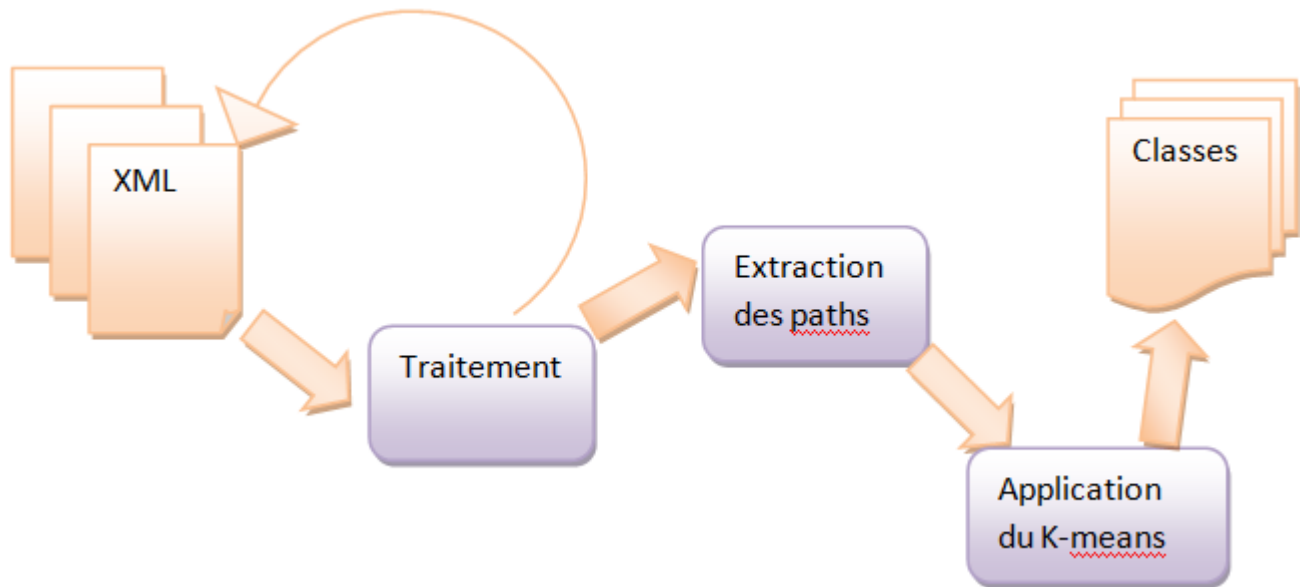 XML
Traitement
Extraction
des paths
Application
du K-means
Classes